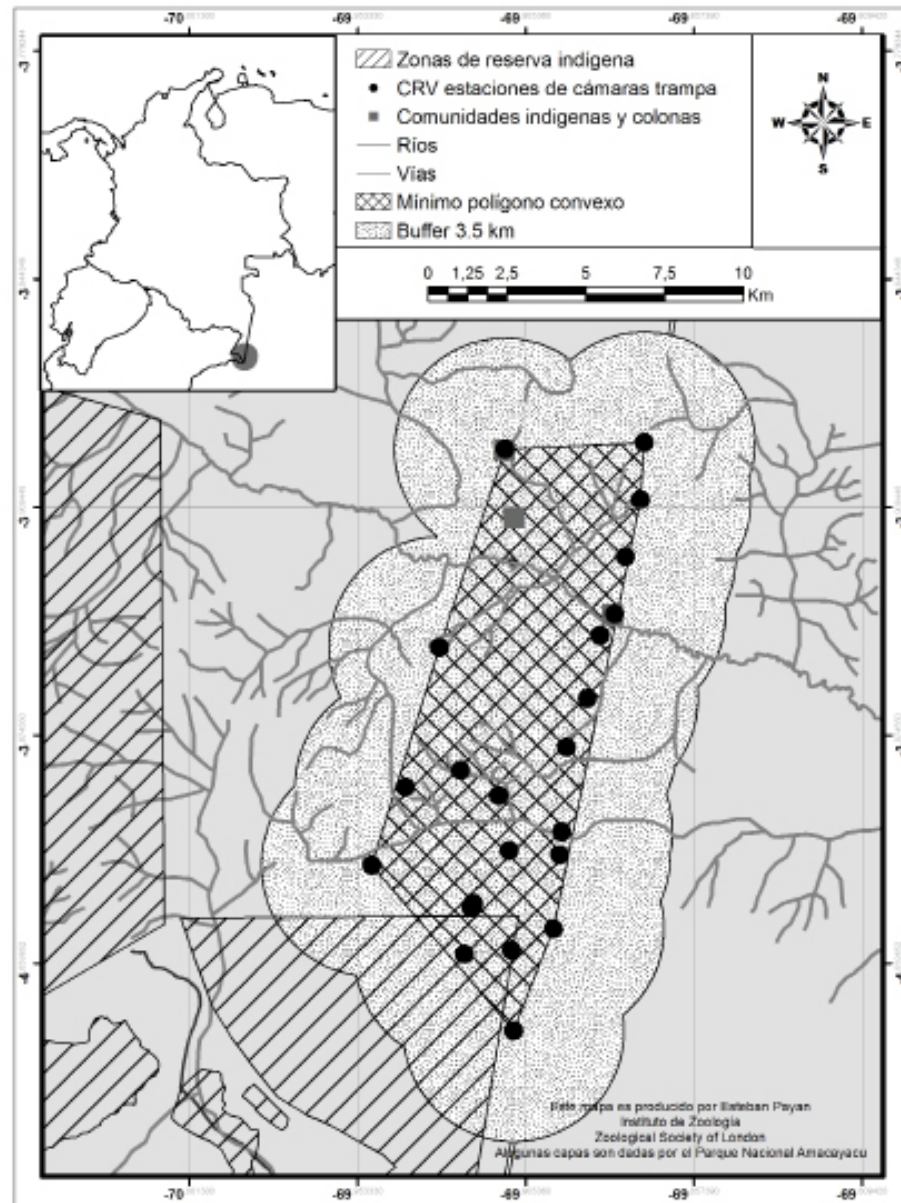 -70 -69 -69 -69 -69
Zonas de reserva indígena
CRV estaciones de cámaras trampa
Comunidades indigenas y colonas
Ríos
Vías
Mínimo polígono convexo
Buffer 3.5 km
N
W E
S
0 1,25 2,5 5 7,5 10
Km
-3
-3
-3
-3
-4
Este mapa es producido por Esteban Payan
Instituto de Zoología
Zoological Society of London
Algunas capas son dadas por el Parque Nacional Amacayacu
-70 -69 -69 -69 -69